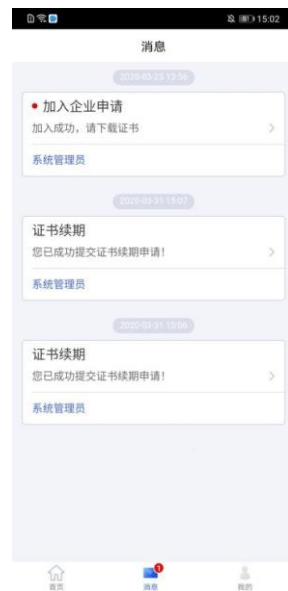 15:02
消息
2020-03-25 13:56
加入企业申请
加入成功，请下载证书
系统管理员
2020-03-31 15:07
证书续期
您已成功提交证书续期申请！
系统管理员
2020-03-31 15:06
证书续期
您已成功提交证书续期申请！
系统管理员
1
首页
消息
我的